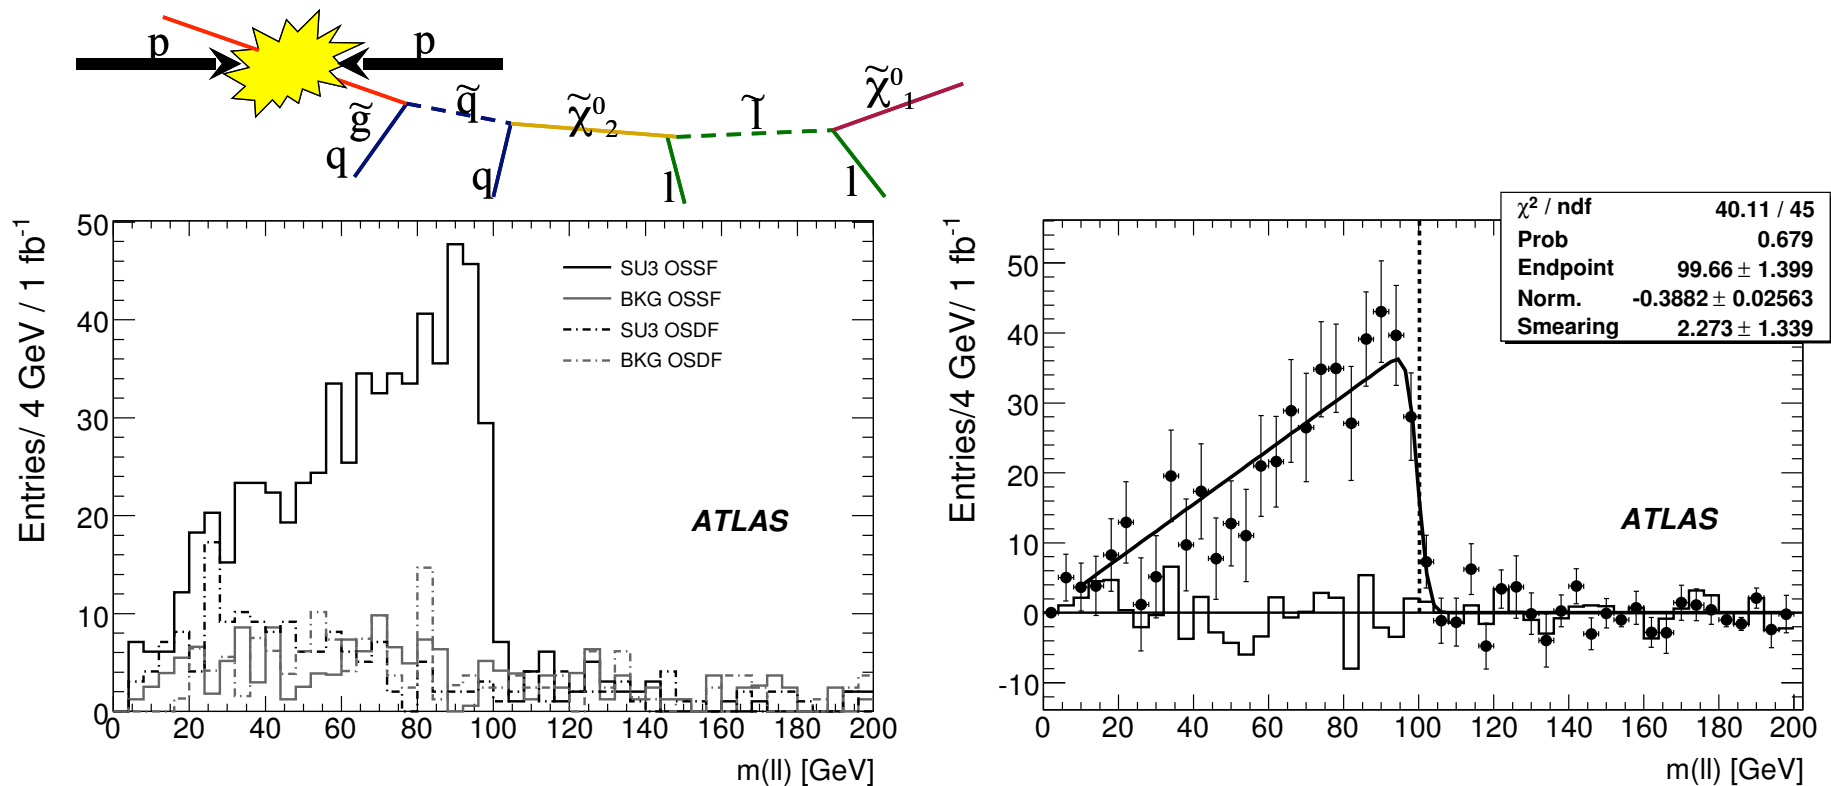 p p
g̃ q̃ χ̃⁰₂ l̃ χ̃⁰₁
q q l l
Entries/ 4 GeV / 1 fb⁻¹
50
40
30
20
10
0
0 20 40 60 80 100 120 140 160 180 200
m(ll) [GeV]
SU3 OSSF
BKG OSSF
SU3 OSDF
BKG OSDF
ATLAS
Entries/4 GeV/ 1 fb⁻¹
50
40
30
20
10
0
-10
0 20 40 60 80 100 120 140 160 180 200
m(ll) [GeV]
χ² / ndf 40.11 / 45
Prob 0.679
Endpoint 99.66 ± 1.399
Norm. -0.3882 ± 0.02563
Smearing 2.273 ± 1.339
ATLAS